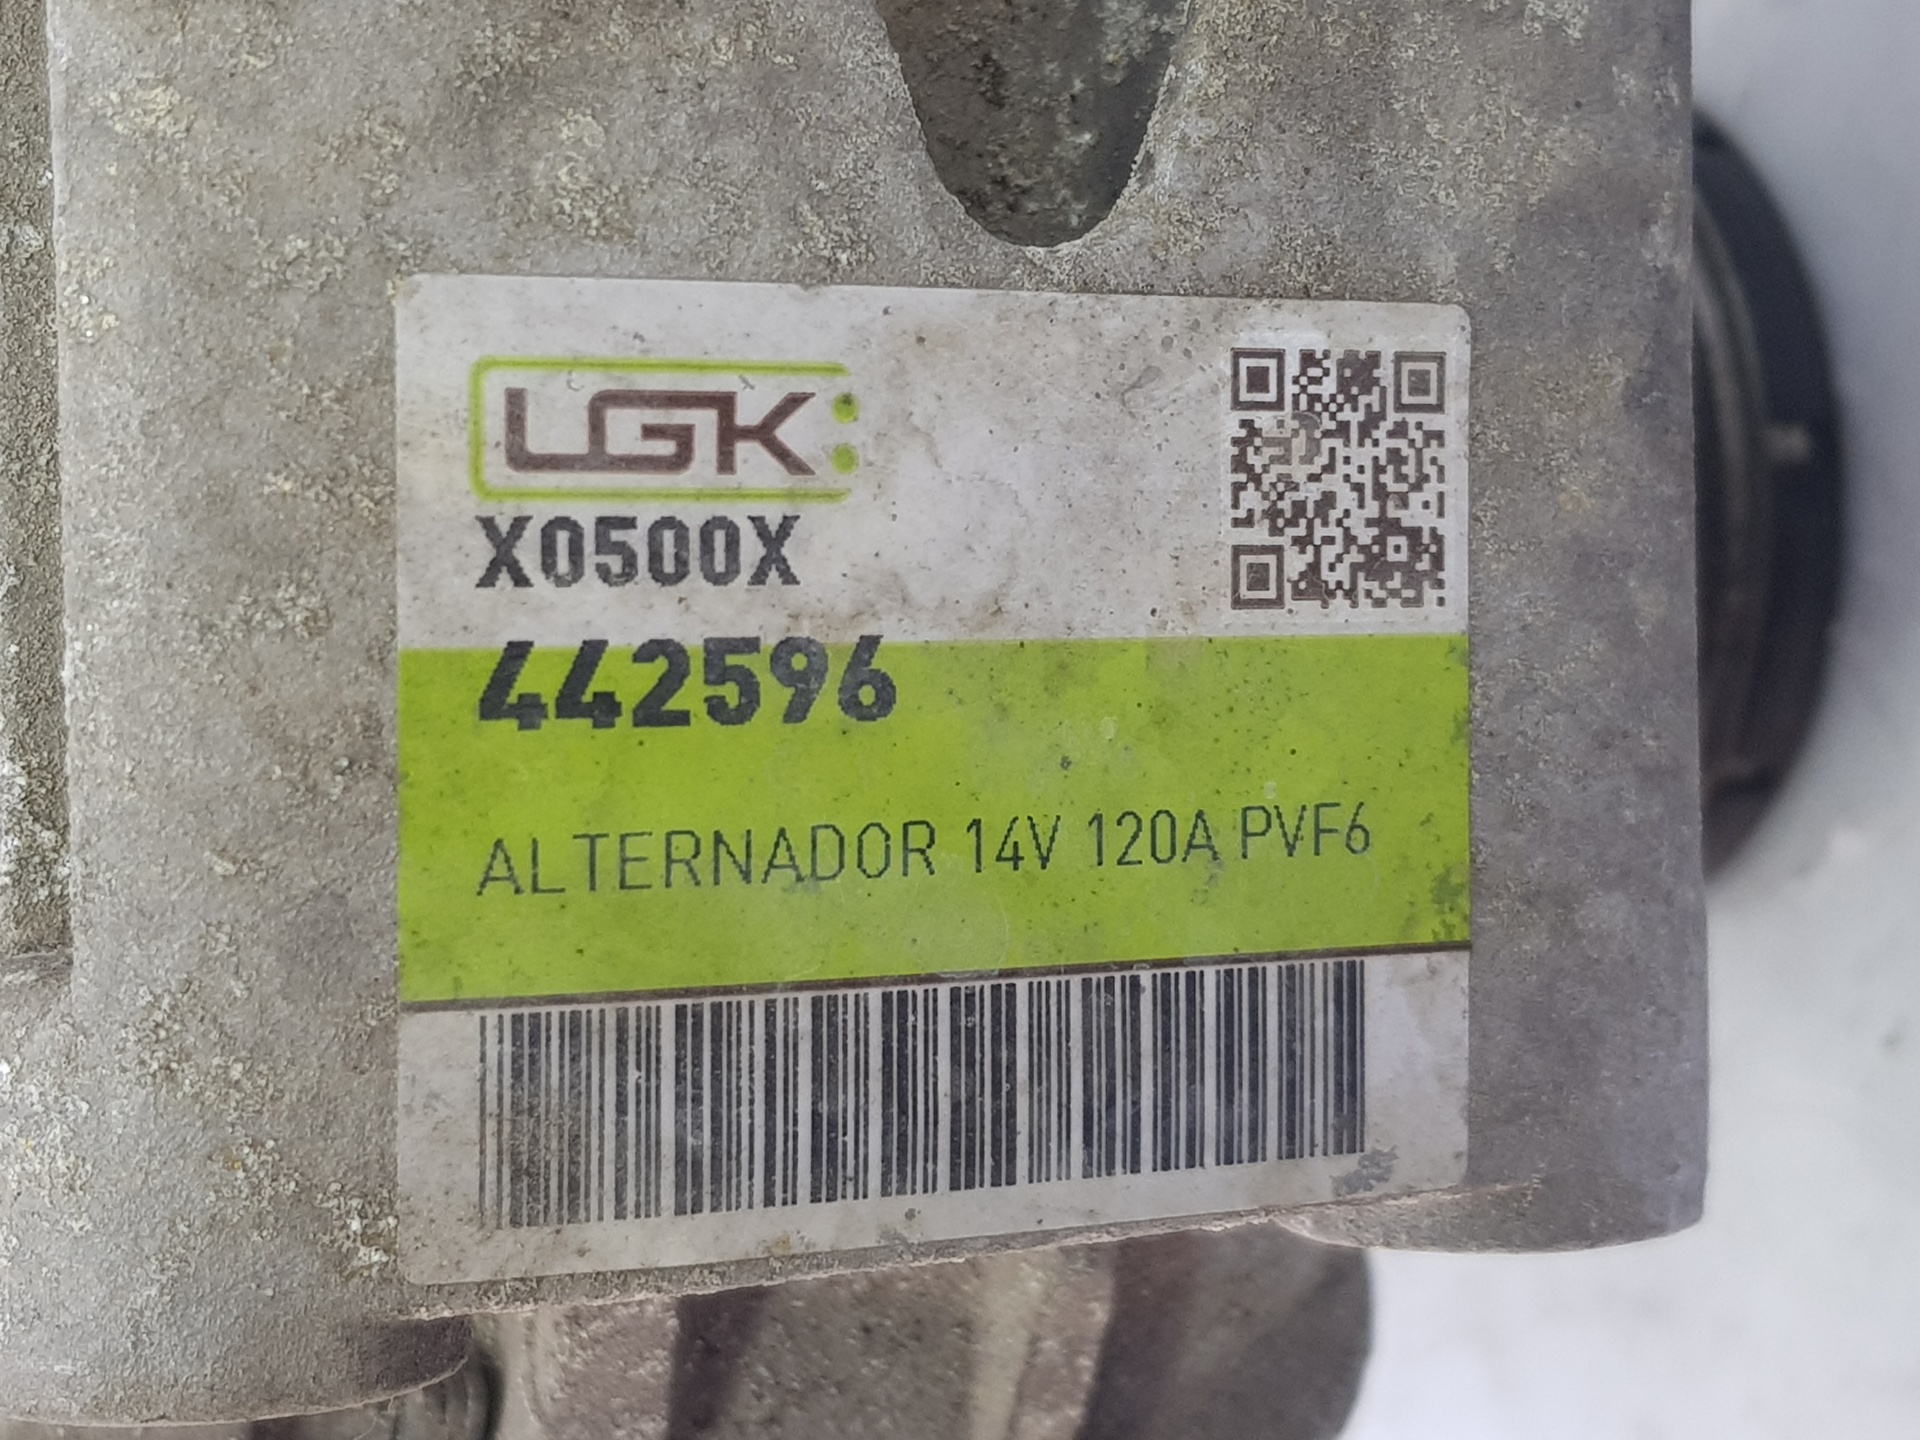 LGK
X0500X
442596
ALTERNADOR 14V 120A PVF6